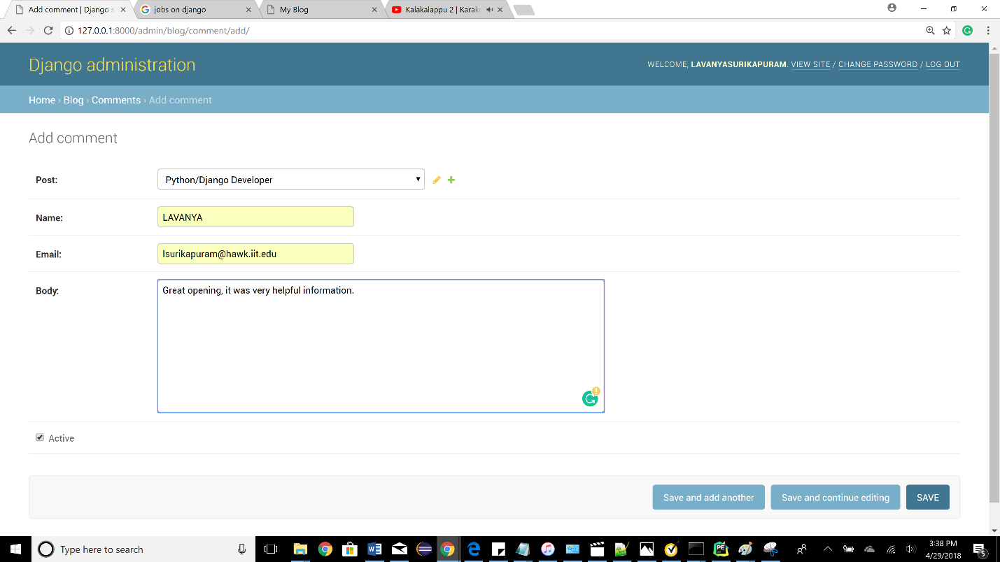 Add comment | Django s
jobs on django
My Blog
Kalakalappu 2 | Karaku
127.0.0.1:8000/admin/blog/comment/add/
Django administration
WELCOME, LAVANYASURIKAPURAM. VIEW SITE / CHANGE PASSWORD / LOG OUT
Home › Blog › Comments › Add comment
Add comment
Post: Python/Django Developer
Name: LAVANYA
Email: lsurikapuram@hawk.iit.edu
Body: Great opening, it was very helpful information.
Active
Save and add another Save and continue editing SAVE
Type here to search
3:38 PM
4/29/2018
5